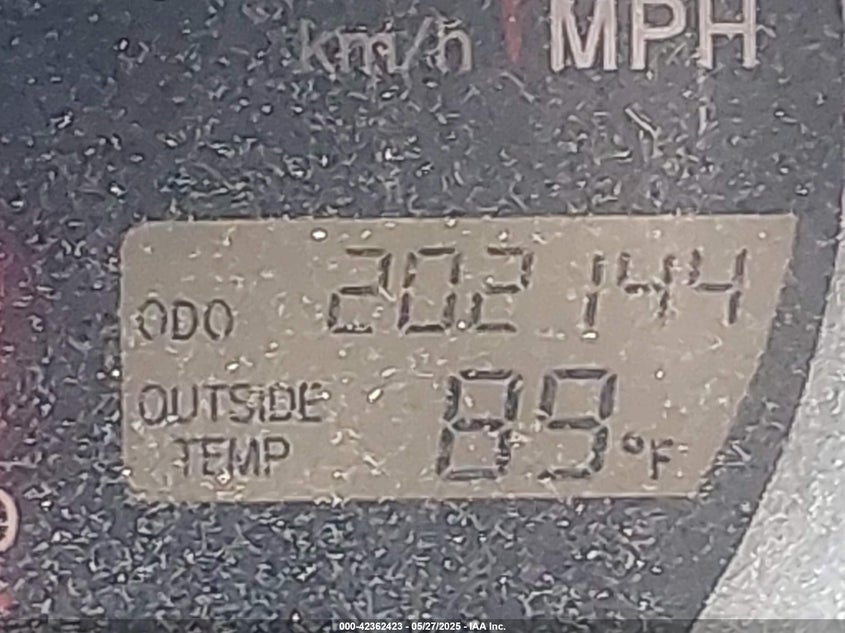 km/h MPH
ODO 202144
OUTSIDE TEMP 89°F
000-42362423 - 05/27/2025 - IAA Inc.